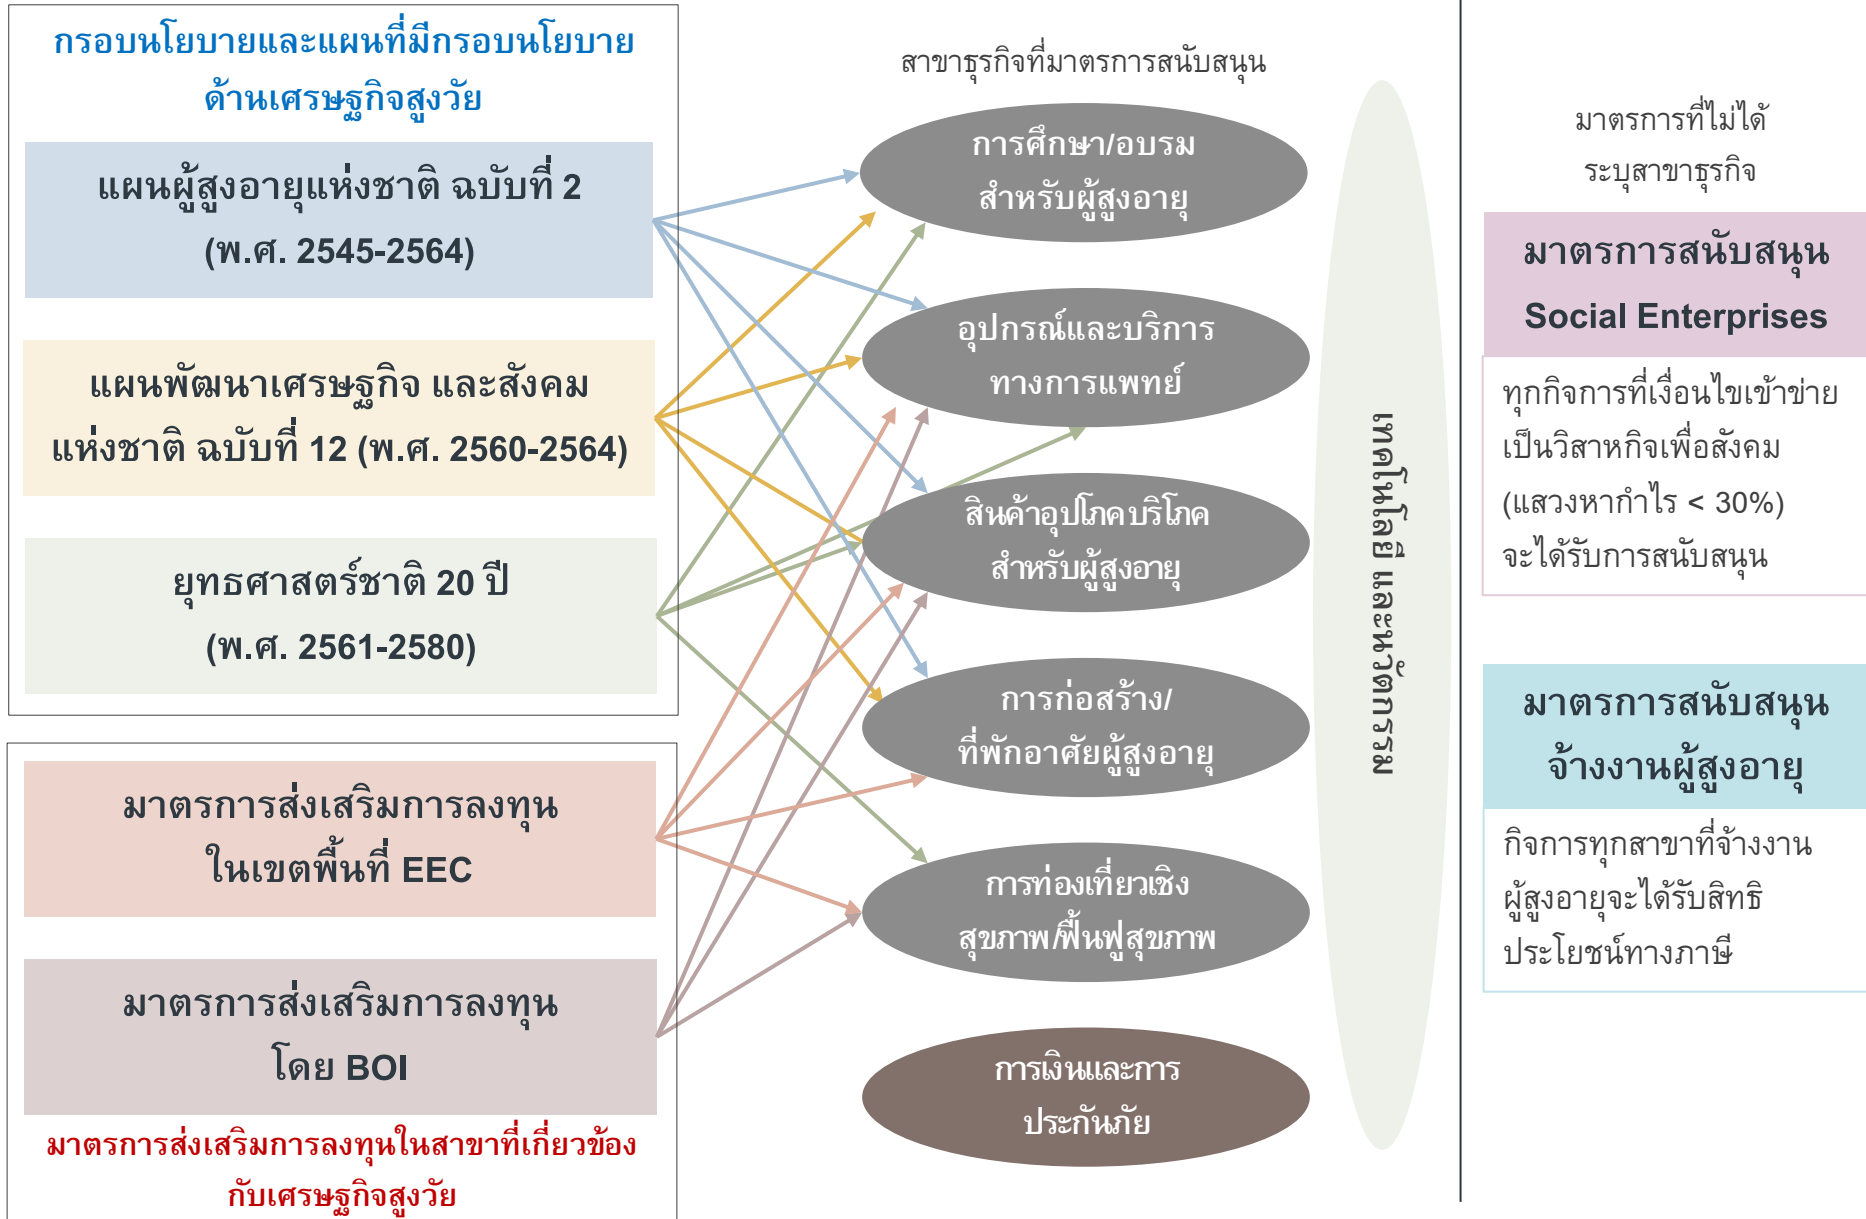 กรอบนโยบายและแผนที่มีกรอบนโยบาย
ด้านเศรษฐกิจสูงวัย
แผนผู้สูงอายุแห่งชาติ ฉบับที่ 2
(พ.ศ. 2545-2564)
แผนพัฒนาเศรษฐกิจ และสังคม
แห่งชาติ ฉบับที่ 12 (พ.ศ. 2560-2564)
ยุทธศาสตร์ชาติ 20 ปี
(พ.ศ. 2561-2580)
มาตรการส่งเสริมการลงทุน
ในเขตพื้นที่ EEC
มาตรการส่งเสริมการลงทุน
โดย BOI
มาตรการส่งเสริมการลงทุนในสาขาที่เกี่ยวข้อง
กับเศรษฐกิจสูงวัย
สาขาธุรกิจที่มาตรการสนับสนุน
การศึกษา/อบรม
สำหรับผู้สูงอายุ
อุปกรณ์และบริการ
ทางการแพทย์
สินค้าอุปโภคบริโภค
สำหรับผู้สูงอายุ
การก่อสร้าง/
ที่พักอาศัยผู้สูงอายุ
การท่องเที่ยวเชิง
สุขภาพ/ฟื้นฟูสุขภาพ
การเงินและการ
ประกันภัย
เทคโนโลยี และนวัตกรรม
มาตรการที่ไม่ได้
ระบุสาขาธุรกิจ
มาตรการสนับสนุน
Social Enterprises
ทุกกิจการที่เงื่อนไขเข้าข่าย
เป็นวิสาหกิจเพื่อสังคม
(แสวงหากำไร < 30%)
จะได้รับการสนับสนุน
มาตรการสนับสนุน
จ้างงานผู้สูงอายุ
กิจการทุกสาขาที่จ้างงาน
ผู้สูงอายุจะได้รับสิทธิ
ประโยชน์ทางภาษี